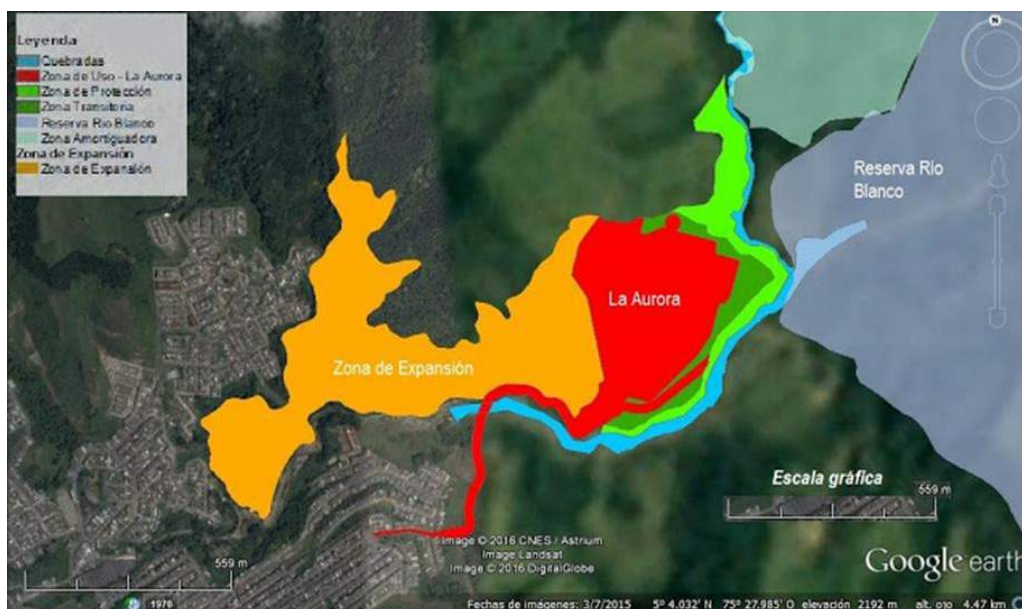 Leyenda
Quebradas
Zona de Uso - La Aurora
Zona de Protección
Zona Transitoria
Reserva Rio Blanco
Zona Amortiguadora
Zona de Expansión
Zona de Expansión
N
Reserva Rio
Blanco
La Aurora
Zona de Expansión
Escala gráfica
559 m
Image © 2016 CNES / Astrium
Image Landsat
Image © 2016 DigitalGlobe
559 m
Google earth
1970
Fechas de imágenes: 3/7/2015 5º 4.032' N 75º 27.985' O elevación 2192 m alt. ojo 4.47 km